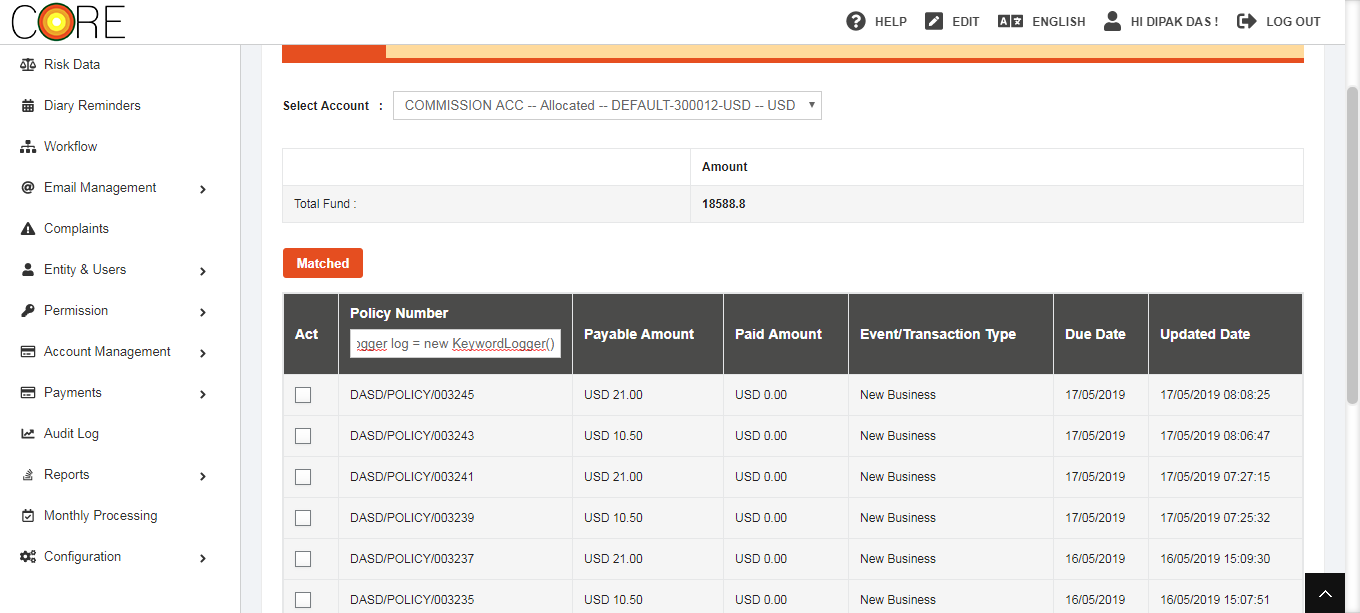 CORE
HELP EDIT ENGLISH HI DIPAK DAS ! LOG OUT
Risk Data
Diary Reminders
Workflow
Email Management
Complaints
Entity & Users
Permission
Account Management
Payments
Audit Log
Reports
Monthly Processing
Configuration
Select Account : COMMISSION ACC -- Allocated -- DEFAULT-300012-USD -- USD
Amount
Total Fund : 18588.8
Matched
Act Policy Number Payable Amount Paid Amount Event/Transaction Type Due Date Updated Date
ogger log = new KeywordLogger()
DASD/POLICY/003245 USD 21.00 USD 0.00 New Business 17/05/2019 17/05/2019 08:08:25
DASD/POLICY/003243 USD 10.50 USD 0.00 New Business 17/05/2019 17/05/2019 08:06:47
DASD/POLICY/003241 USD 21.00 USD 0.00 New Business 17/05/2019 17/05/2019 07:27:15
DASD/POLICY/003239 USD 10.50 USD 0.00 New Business 17/05/2019 17/05/2019 07:25:32
DASD/POLICY/003237 USD 21.00 USD 0.00 New Business 16/05/2019 16/05/2019 15:09:30
DASD/POLICY/003235 USD 10.50 USD 0.00 New Business 16/05/2019 16/05/2019 15:07:51